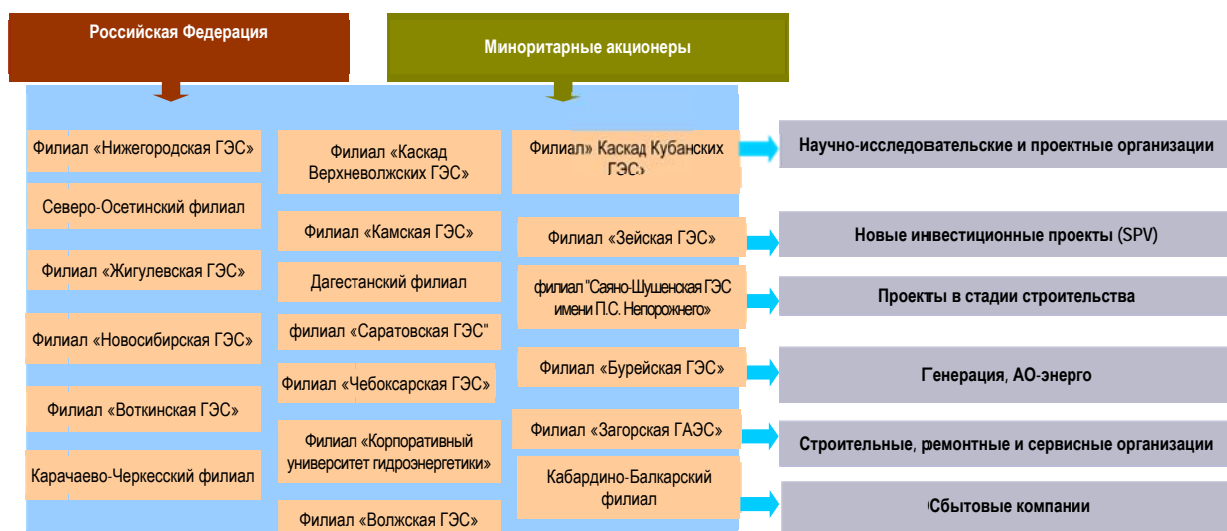 Российская Федерация
Миноритарные акционеры
Филиал «Нижегородская ГЭС»
Северо-Осетинский филиал
Филиал «Жигулевская ГЭС»
Филиал «Новосибирская ГЭС»
Филиал «Воткинская ГЭС»
Карачаево-Черкесский филиал
Филиал «Каскад
Верхневолжских ГЭС»
Филиал «Камская ГЭС»
Дагестанский филиал
филиал «Саратовская ГЭС"
Филиал «Чебоксарская ГЭС»
Филиал «Корпоративный
университет гидроэнергетики»
Филиал «Волжская ГЭС»
Филиал» Каскад Кубанских
ГЭС»
Филиал «Зейская ГЭС»
филиал "Саяно-Шушенская ГЭС
имени П.С. Непорожнего»
Филиал «Бурейская ГЭС»
Филиал «Загорская ГАЭС»
Кабардино-Балкарский
филиал
Научно-исследовательские и проектные организации
Новые инвестиционные проекты (SPV)
Проекты в стадии строительства
Генерация, АО-энерго
Строительные, ремонтные и сервисные организации
Сбытовые компании